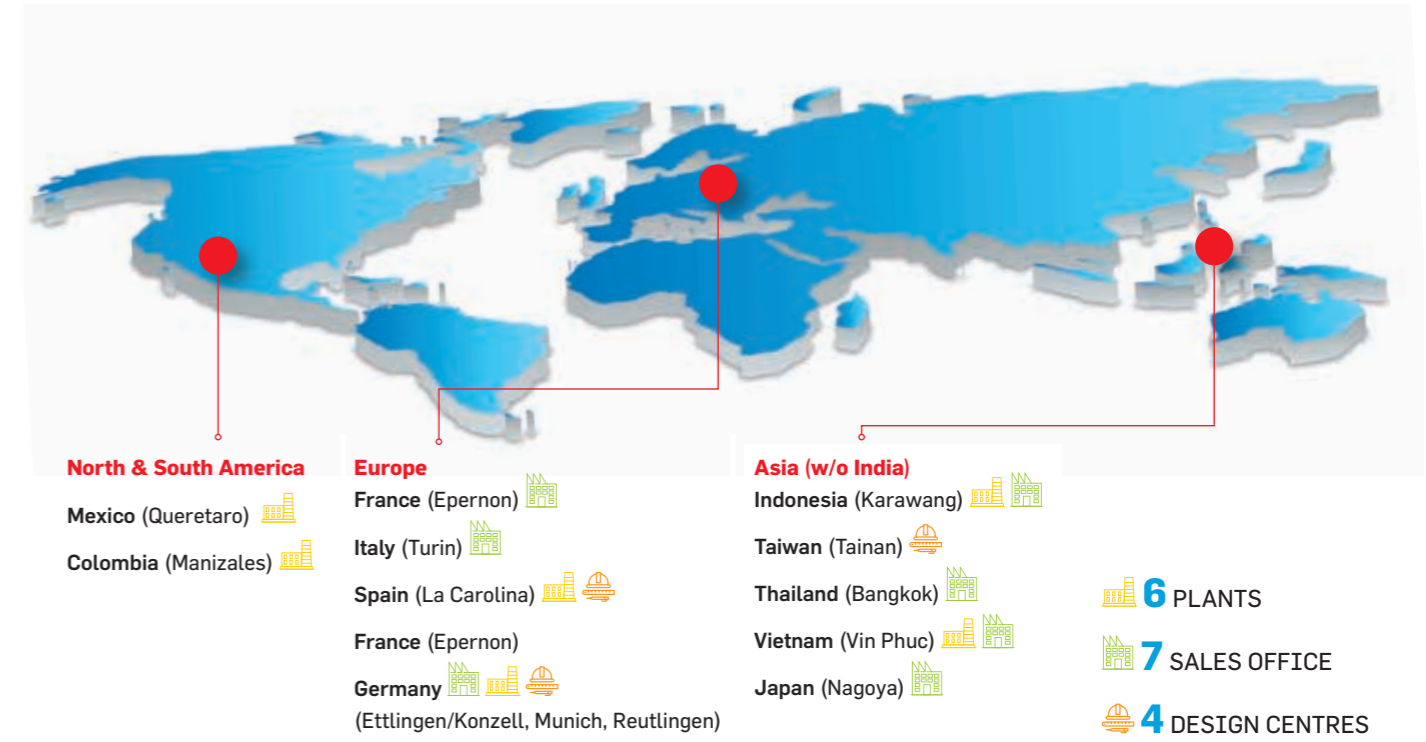 North & South America
Mexico (Queretaro)
Colombia (Manizales)
Europe
France (Epernon)
Italy (Turin)
Spain (La Carolina)
France (Epernon)
Germany
(Ettlingen/Konzell, Munich, Reutlingen)
Asia (w/o India)
Indonesia (Karawang)
Taiwan (Tainan)
Thailand (Bangkok)
Vietnam (Vin Phuc)
Japan (Nagoya)
6 PLANTS
7 SALES OFFICE
4 DESIGN CENTRES